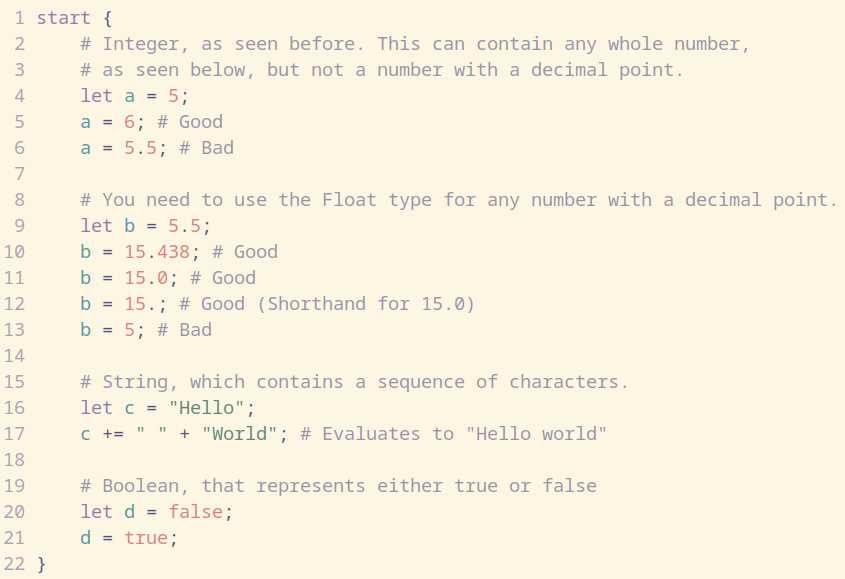 1 start {
2     # Integer, as seen before. This can contain any whole number,
3     # as seen below, but not a number with a decimal point.
4     let a = 5;
5     a = 6; # Good
6     a = 5.5; # Bad
7
8     # You need to use the Float type for any number with a decimal point.
9     let b = 5.5;
10     b = 15.438; # Good
11     b = 15.0; # Good
12     b = 15.; # Good (Shorthand for 15.0)
13     b = 5; # Bad
14
15     # String, which contains a sequence of characters.
16     let c = "Hello";
17     c += " " + "World"; # Evaluates to "Hello world"
18
19     # Boolean, that represents either true or false
20     let d = false;
21     d = true;
22 }